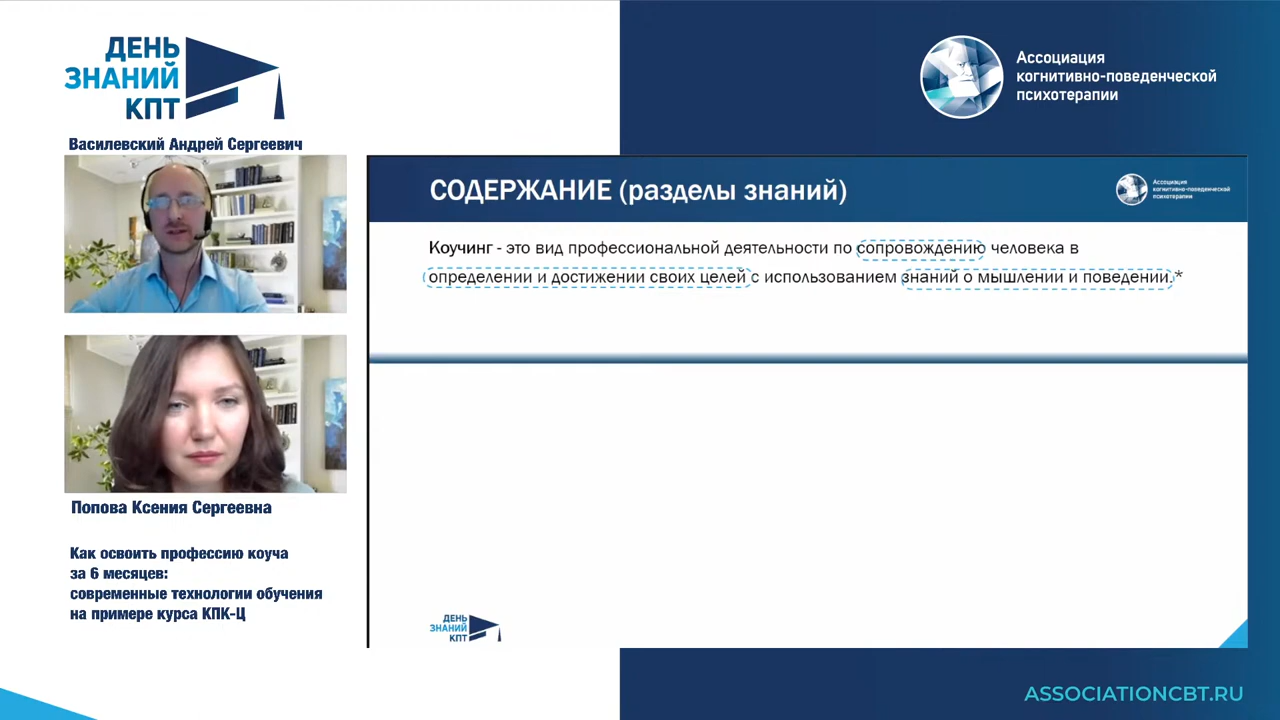 ДЕНЬ
ЗНАНИЙ
КПТ
Ассоциация
когнитивно-поведенческой
психотерапии
Василевский Андрей Сергеевич
СОДЕРЖАНИЕ (разделы знаний)
Ассоциация
когнитивно-поведенческой
психотерапии
Коучинг - это вид профессиональной деятельности по сопровождению человека в
определении и достижении своих целей с использованием знаний о мышлении и поведении*
Попова Ксения Сергеевна
Как освоить профессию коуча
за 6 месяцев:
современные технологии обучения
на примере курса КПК-Ц
ДЕНЬ
ЗНАНИЙ
КПТ
ASSOCIATIONCBT.RU